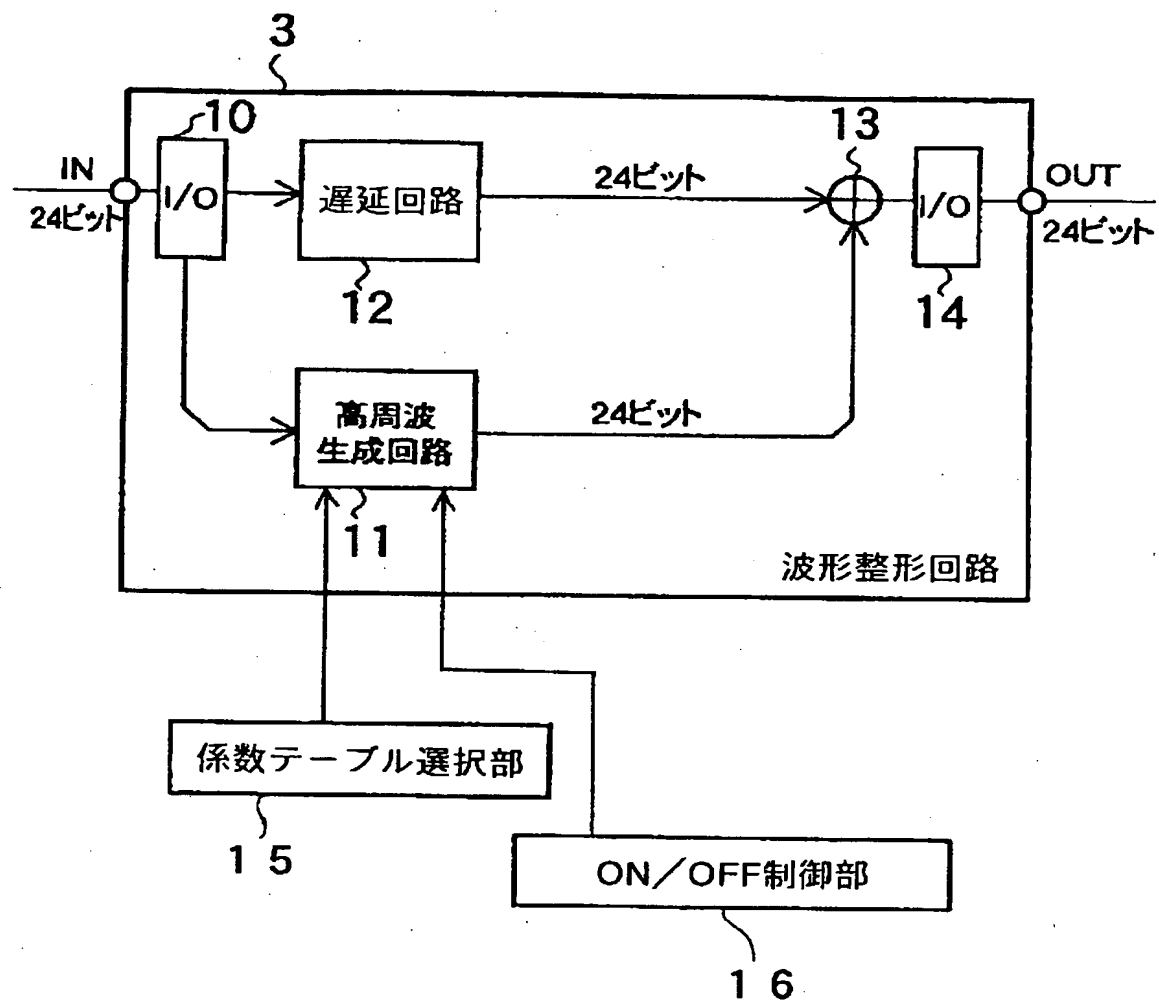 3
10
13
IN
I/O
遅延回路
24ビット
I/O
OUT
24ビット
24ビット
12
14
高周波
生成回路
24ビット
11
波形整形回路
係数テーブル選択部
15
ON/OFF制御部
16